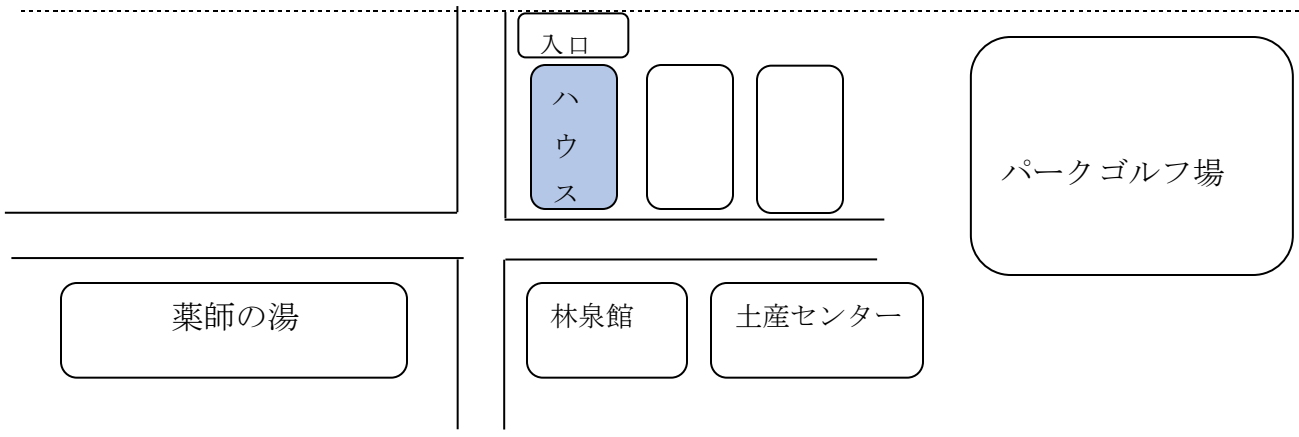 入口
ハウス
パークゴルフ場
薬師の湯
林泉館
土産センター